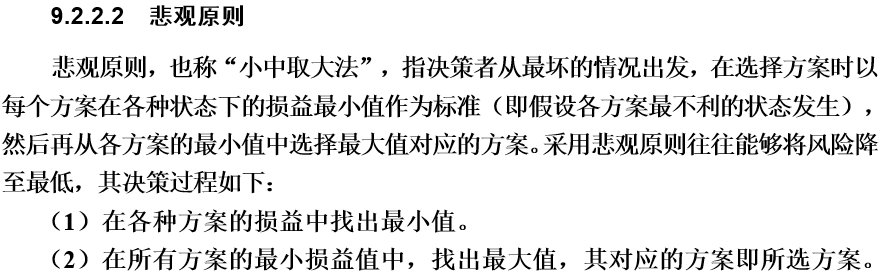 9.2.2.2 悲观原则
悲观原则，也称“小中取大法”，指决策者从最坏的情况出发，在选择方案时以
每个方案在各种状态下的损益最小值作为标准（即假设各方案最不利的状态发生），
然后再从各方案的最小值中选择最大值对应的方案。采用悲观原则往往能够将风险降
至最低，其决策过程如下：
（1）在各种方案的损益中找出最小值。
（2）在所有方案的最小损益值中，找出最大值，其对应的方案即所选方案。